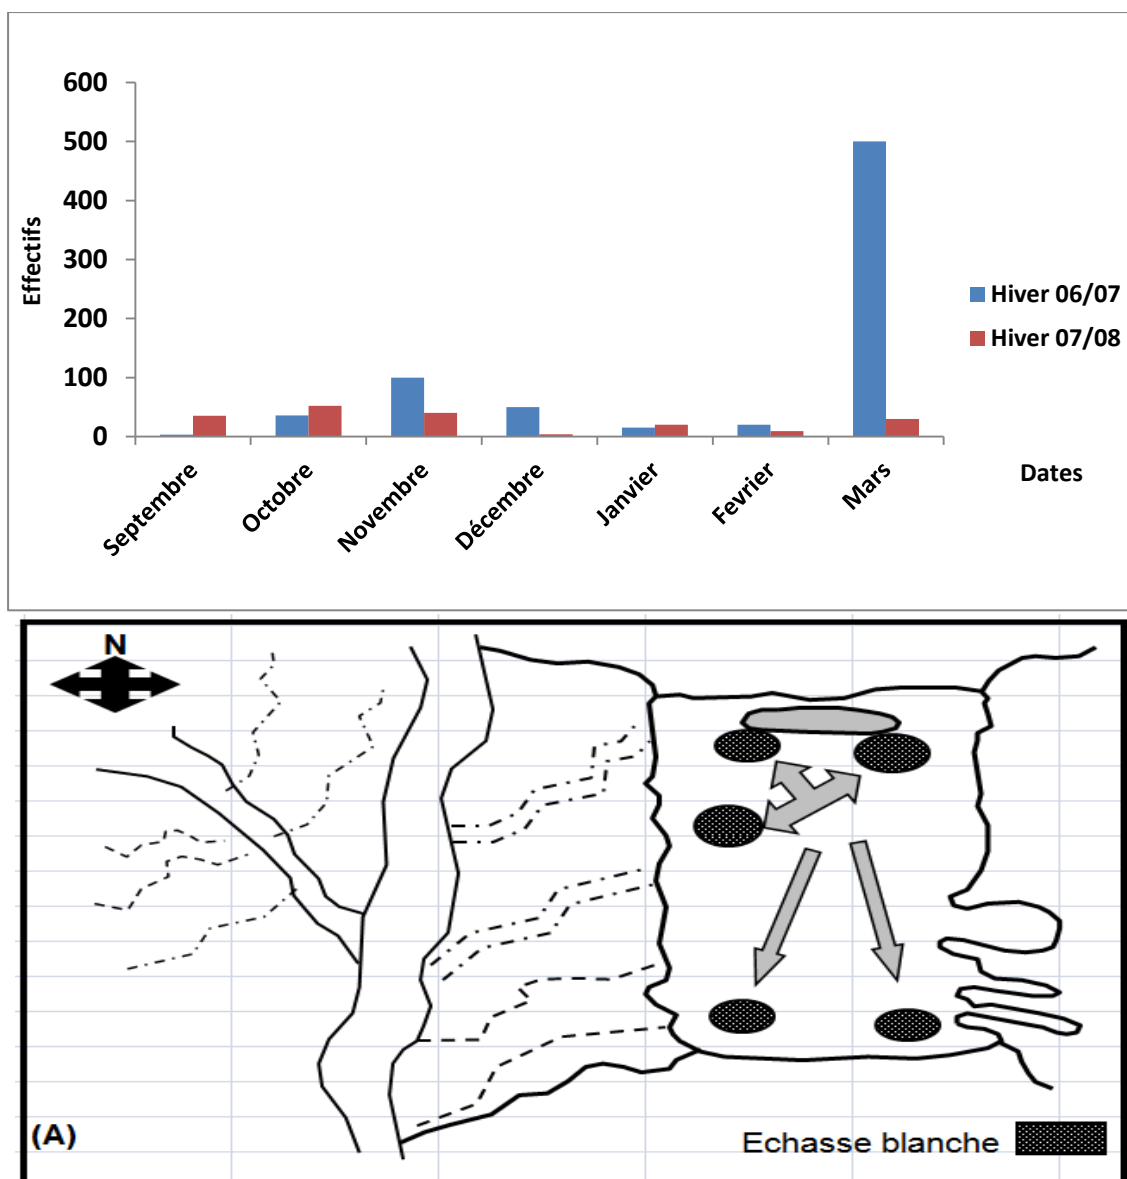 600
500
400
300
200
100
0
Effectifs
Septembre
Octobre
Novembre
Décembre
Janvier
Fevrier
Mars
Dates
Hiver 06/07
Hiver 07/08
N
(A)
Echasse blanche